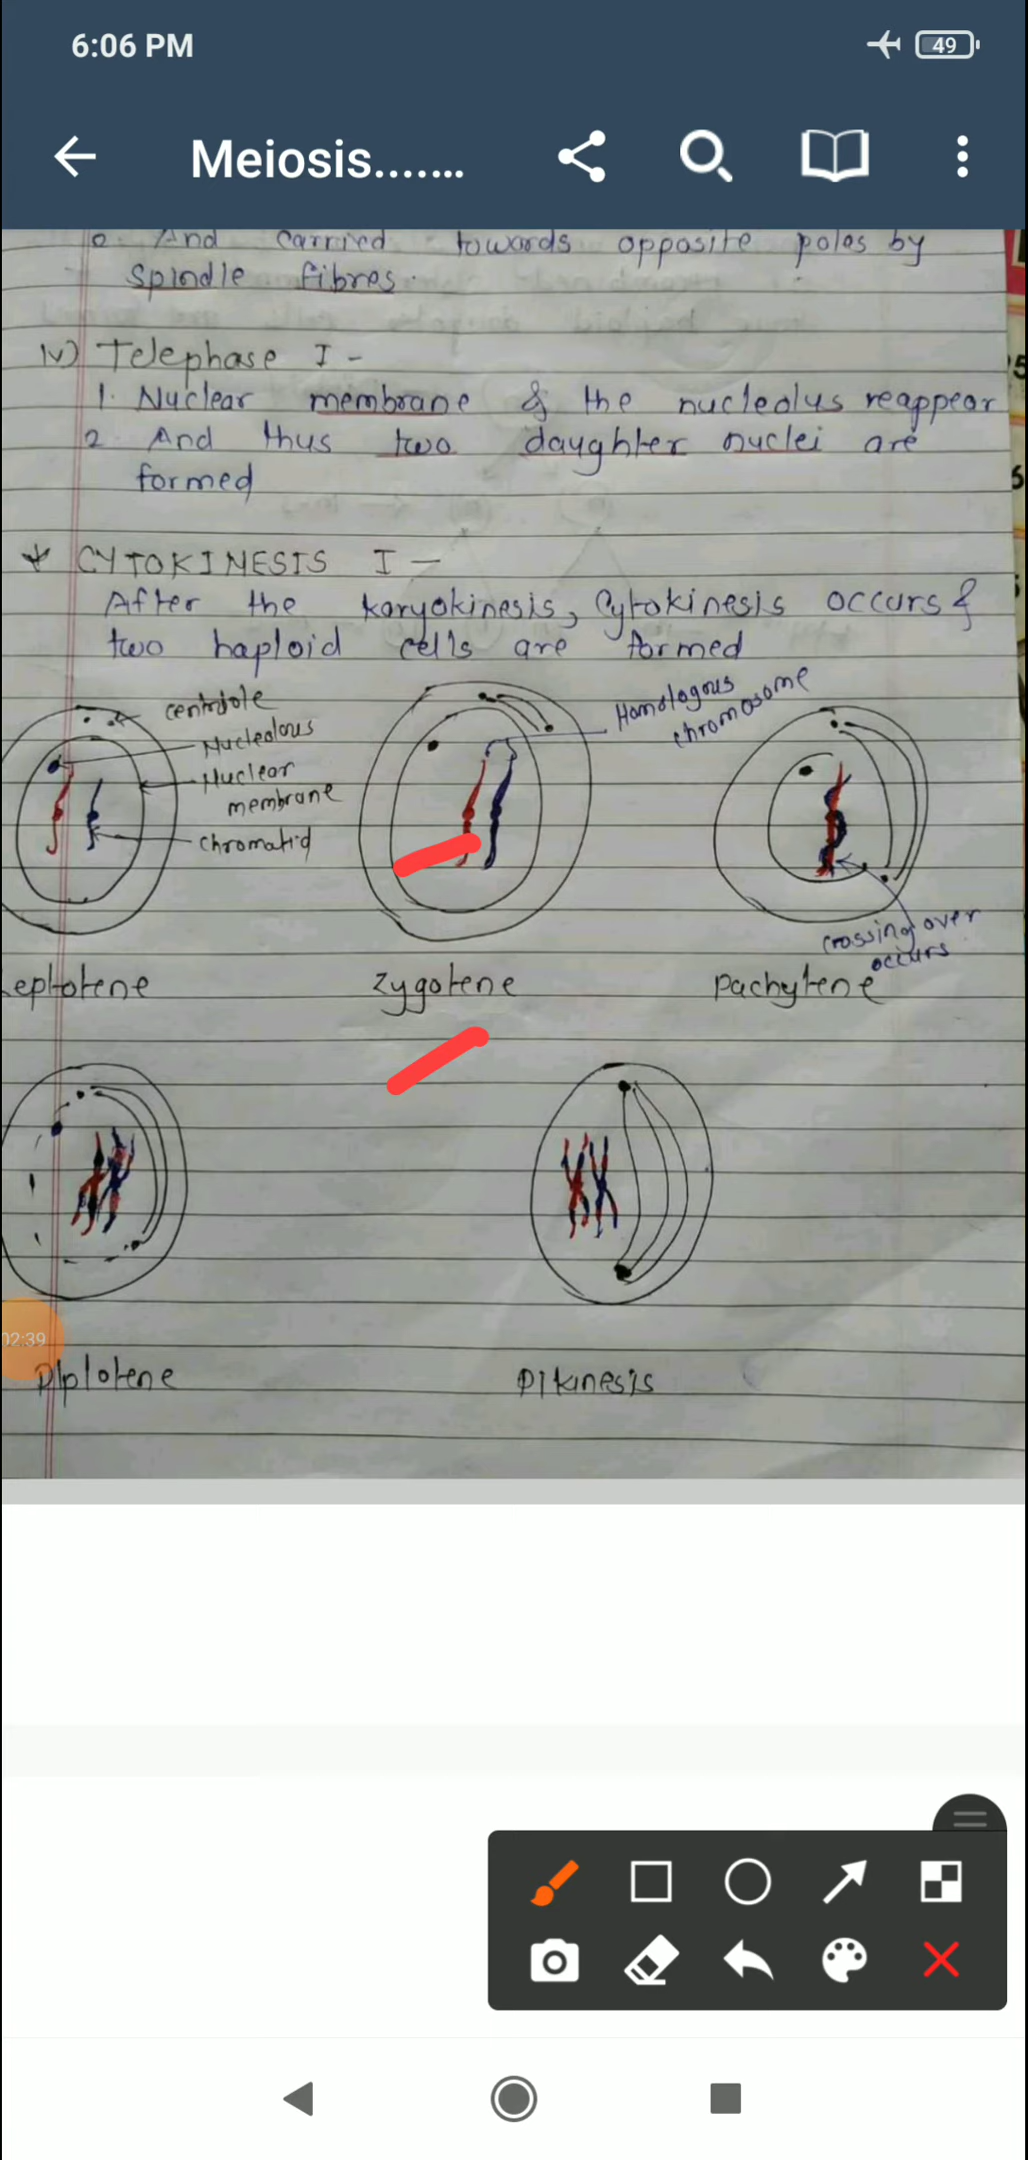 6:06 PM
49
Meiosis.......
And carried towards opposite poles by
spindle fibres.
IV) Telephase I -
1. Nuclear membrane & the nucleolus reappear
2 And thus two daughter nuclei are
formed
CYTOKINESIS I -
After the karyokinesis, Cytokinesis occurs &
two haploid cells are formed
centriole
Nucleolous
Nuclear
membrane
chromatid
Homologous
chromosome
crossing over
occurs
eptotene
Zygotene
Pachytene
02:39
Diplotene
Dikinesis